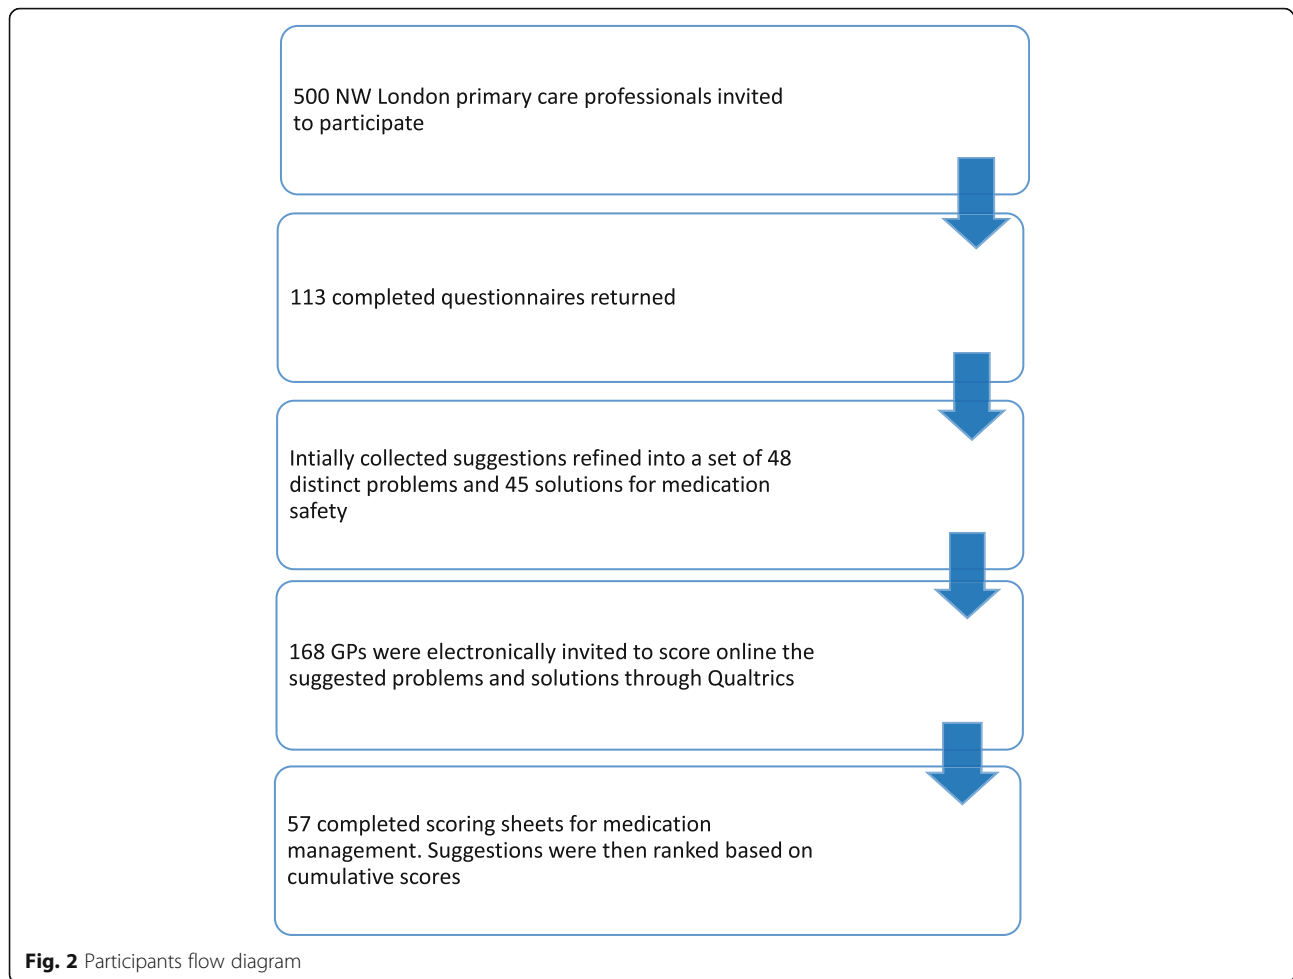 500 NW London primary care professionals invited
to participate
113 completed questionnaires returned
Intially collected suggestions refined into a set of 48
distinct problems and 45 solutions for medication
safety
168 GPs were electronically invited to score online the
suggested problems and solutions through Qualtrics
57 completed scoring sheets for medication
management. Suggestions were then ranked based on
cumulative scores
Fig. 2 Participants flow diagram